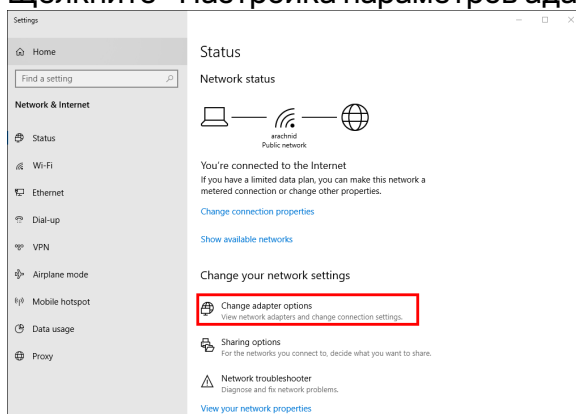 Щелкните "Настройка параметров
Settings
Home
Find a setting
Network & Internet
Status
Wi-Fi
Ethernet
Dial-up
VPN
Airplane mode
Mobile hotspot
Data usage
Proxy
Status
Network status
arachnid
Public network
You're connected to the Internet
If you have a limited data plan, you can make this network a
metered connection or change other properties.
Change connection properties
Show available networks
Change your network settings
Change adapter options
View network adapters and change connection settings.
Sharing options
For the networks you connect to, decide what you want to share.
Network troubleshooter
Diagnose and fix network problems.
View your network properties